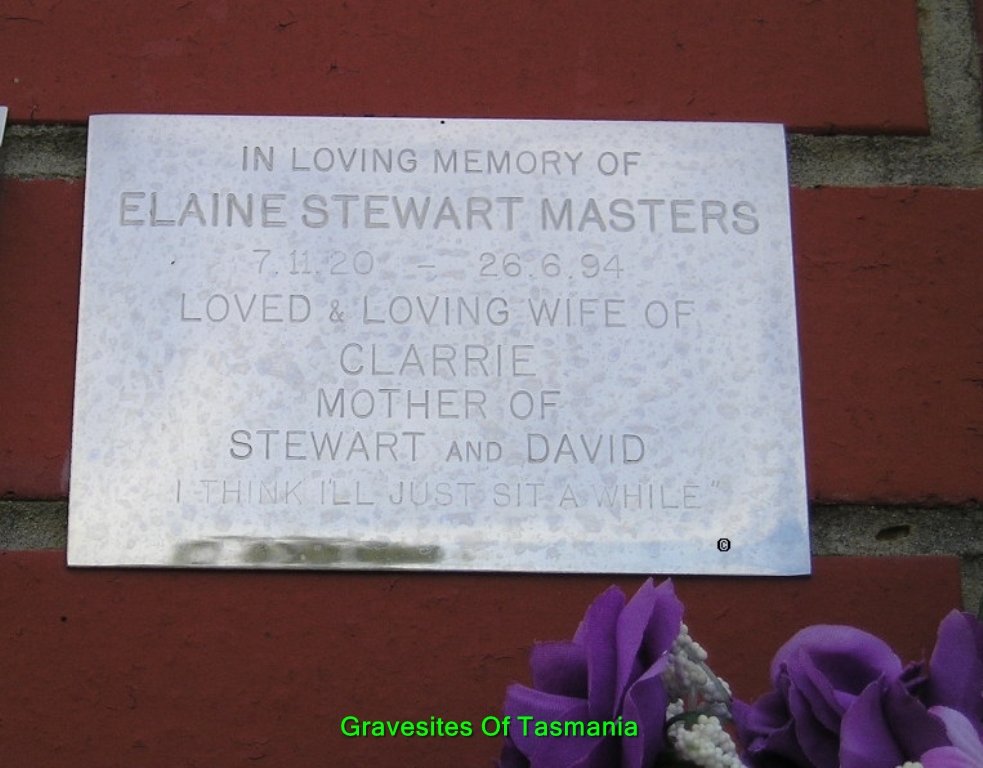 IN LOVING MEMORY OF
ELAINE STEWART MASTERS
7.11.20 - 26.6.94
LOVED & LOVING WIFE OF
CLARRIE
MOTHER OF
STEWART AND DAVID
I THINK I'LL JUST SIT A WHILE"
©
Gravesites Of Tasmania